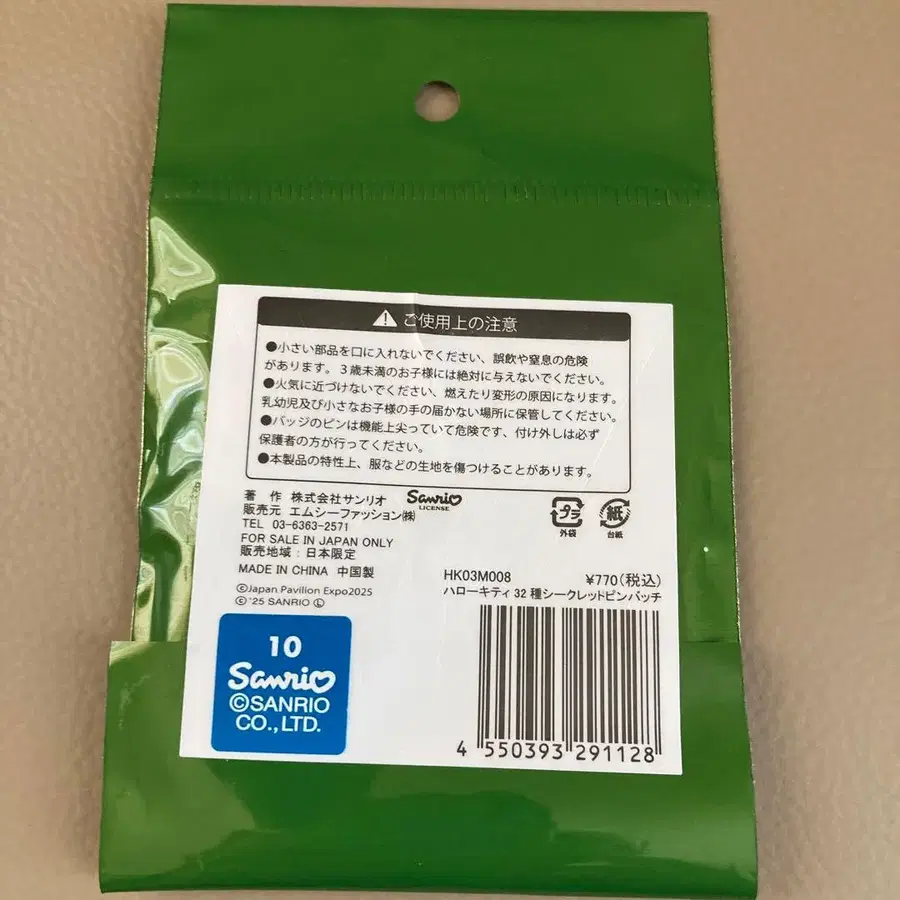 ⚠ ご使用上の注意
●小さい部品を口に入れないでください、誤飲や窒息の危険
があります。3歳未満のお子様には絶対に与えないでください。
●火気に近づけないでください、燃えたり変形の原因になります。
乳幼児及び小さなお子様の手の届かない場所に保管してください。
●バッジのピンは機能上尖っていて危険です、付け外しは必ず
保護者の方が行ってください。
●本製品の特性上、服などの生地を傷つけることがあります。
著 作 株式会社サンリオ
Sanrio
LICENSE
販売元 エムシーファッション㈱
TEL 03-6363-2571
FOR SALE IN JAPAN ONLY
販売地域：日本限定
MADE IN CHINA 中国製
©Japan Pavilion Expo2025
© '25 SANRIO Ⓛ
プラ
外袋
紙
台紙
HK03M008 ¥770(税込)
ハローキティ 32 種シークレットピンバッチ
10
Sanrio
©SANRIO
CO.,LTD.
4 550393 291128